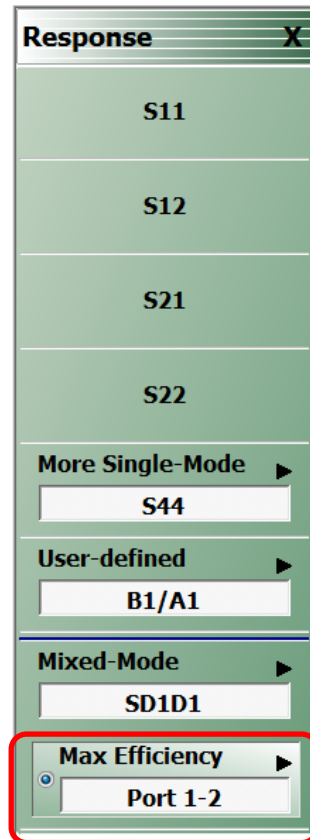 Response X
S11
S12
S21
S22
More Single-Mode
S44
User-defined
B1/A1
Mixed-Mode
SD1D1
Max Efficiency
Port 1-2